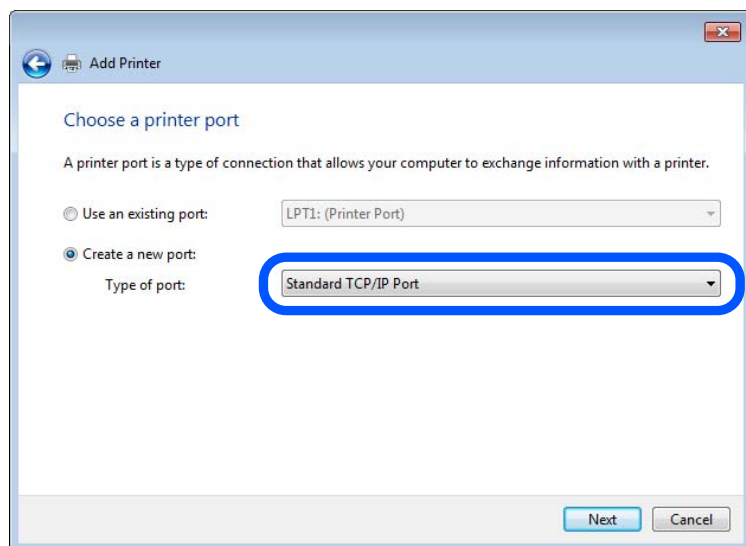 Add Printer
Choose a printer port
A printer port is a type of connection that allows your computer to exchange information with a printer.
Use an existing port:
LPT1: (Printer Port)
Create a new port:
Type of port:
Standard TCP/IP Port
Next
Cancel